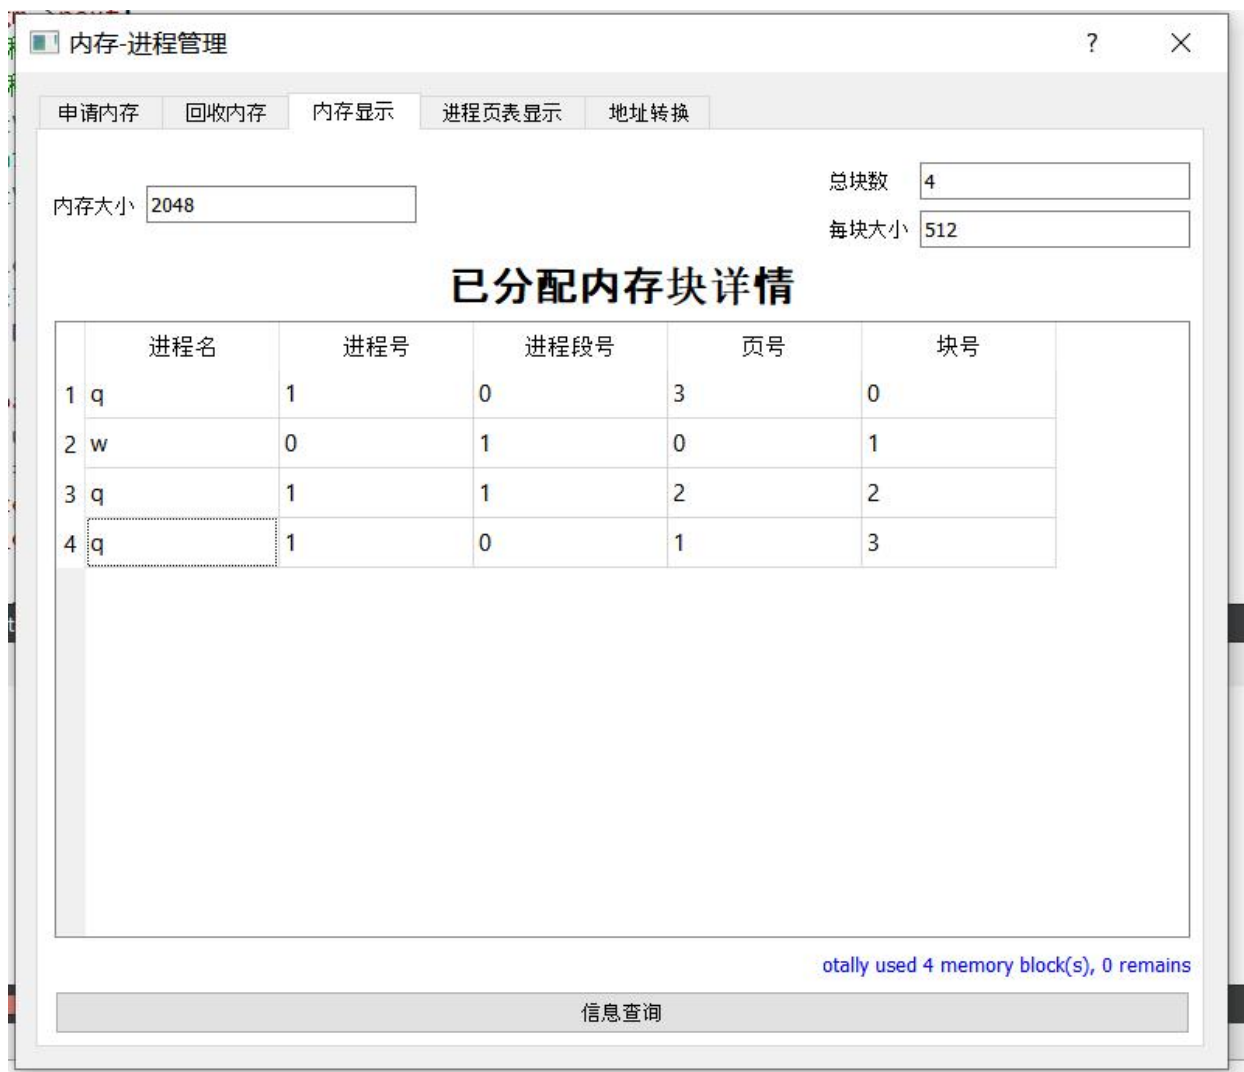 内存-进程管理 ?
申请内存 回收内存 内存显示 进程页表显示 地址转换
总块数 4
内存大小 2048
每块大小 512
已分配内存块详情
进程名 进程号 进程段号 页号 块号
1 q 1 0 3 0
2 w 0 1 0 1
3 q 1 1 2 2
4 q 1 0 1 3
otally used 4 memory block(s), 0 remains
信息查询